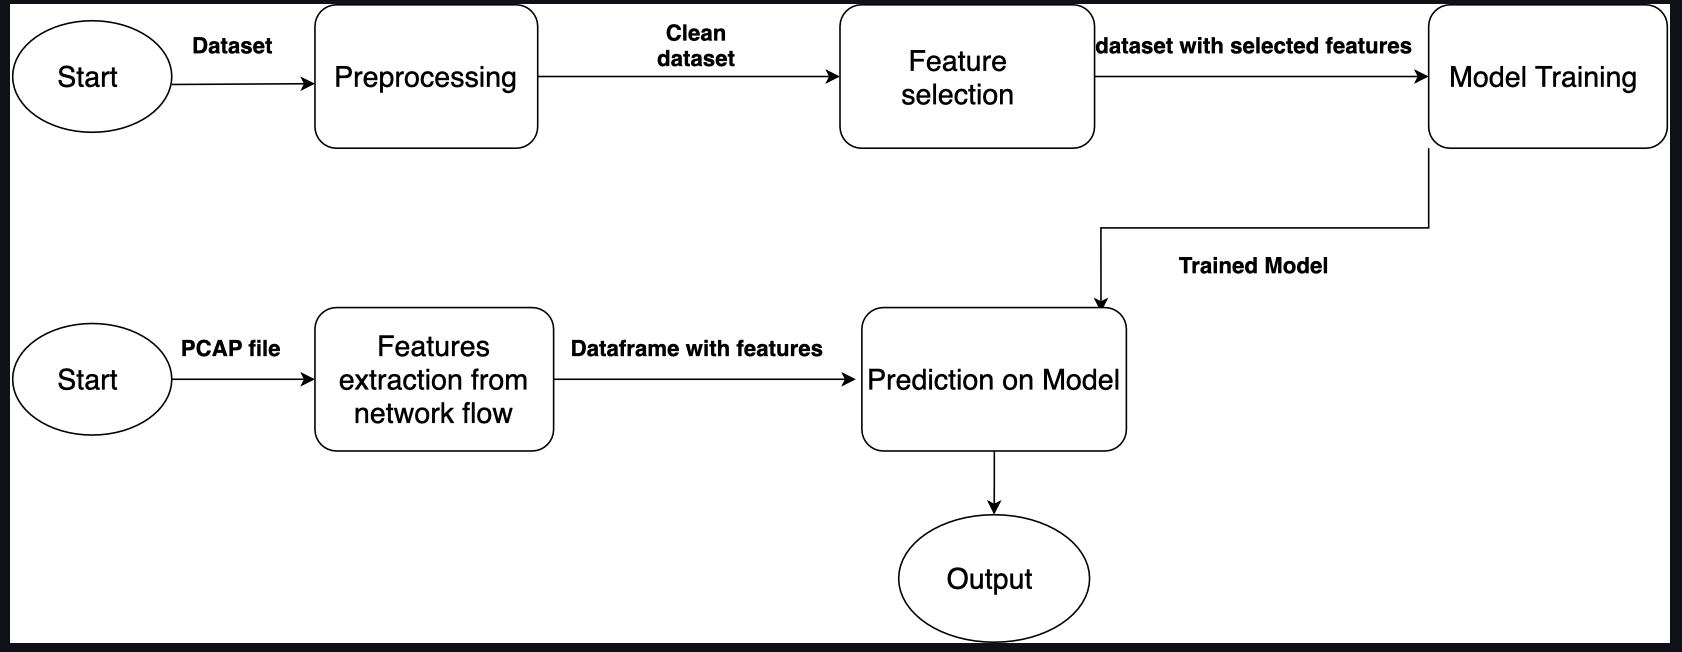 Start
Dataset
Preprocessing
Clean
dataset
Feature
selection
dataset with selected features
Model Training
Trained Model
Start
PCAP file
Features
extraction from
network flow
Dataframe with features
Prediction on Model
Output